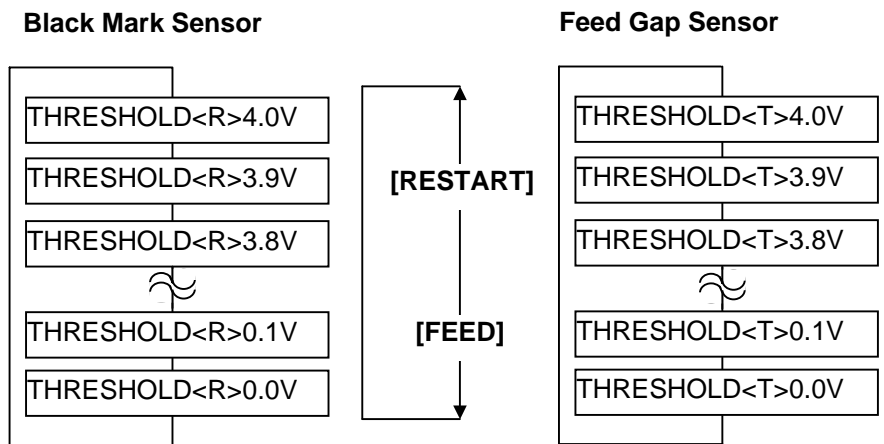 Black Mark Sensor
THRESHOLD<R>4.0V
THRESHOLD<R>3.9V
THRESHOLD<R>3.8V
THRESHOLD<R>0.1V
THRESHOLD<R>0.0V
[RESTART]
[FEED]
Feed Gap Sensor
THRESHOLD<T>4.0V
THRESHOLD<T>3.9V
THRESHOLD<T>3.8V
THRESHOLD<T>0.1V
THRESHOLD<T>0.0V